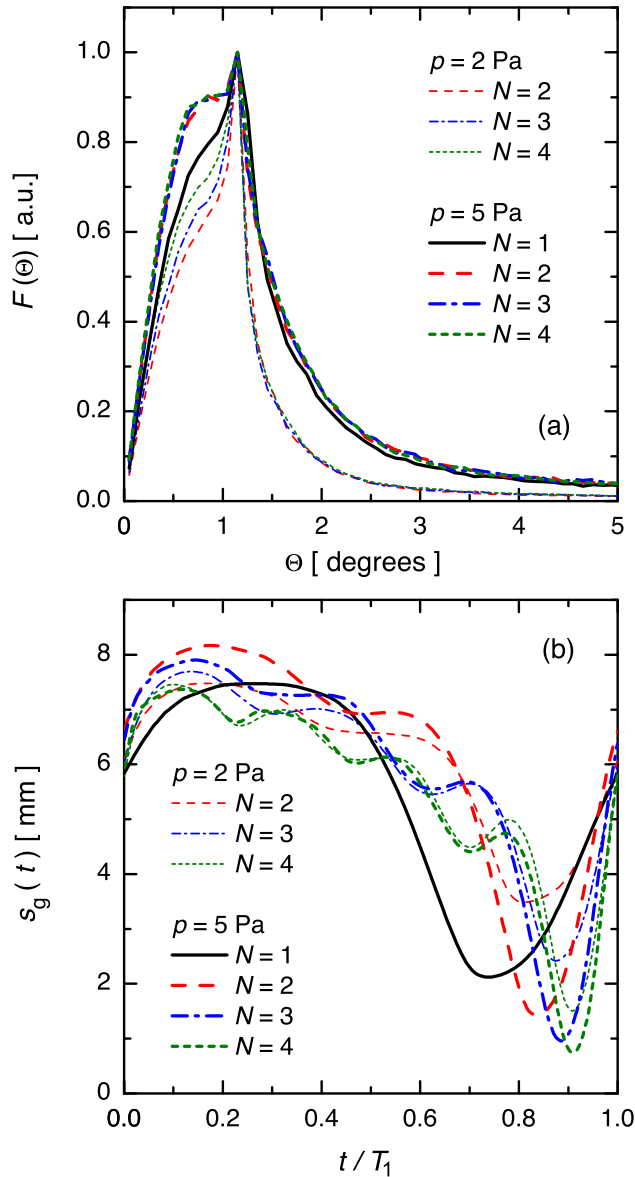 1.0
0.8
0.6
0.4
0.2
0.0
F (Θ) [ a.u. ]
p = 2 Pa
N = 2
N = 3
N = 4
p = 5 Pa
N = 1
N = 2
N = 3
N = 4
(a)
0 1 2 3 4 5
Θ [ degrees ]
8
6
4
2
0
s_g ( t ) [ mm ]
(b)
p = 2 Pa
N = 2
N = 3
N = 4
p = 5 Pa
N = 1
N = 2
N = 3
N = 4
0.0 0.2 0.4 0.6 0.8 1.0
t / T₁